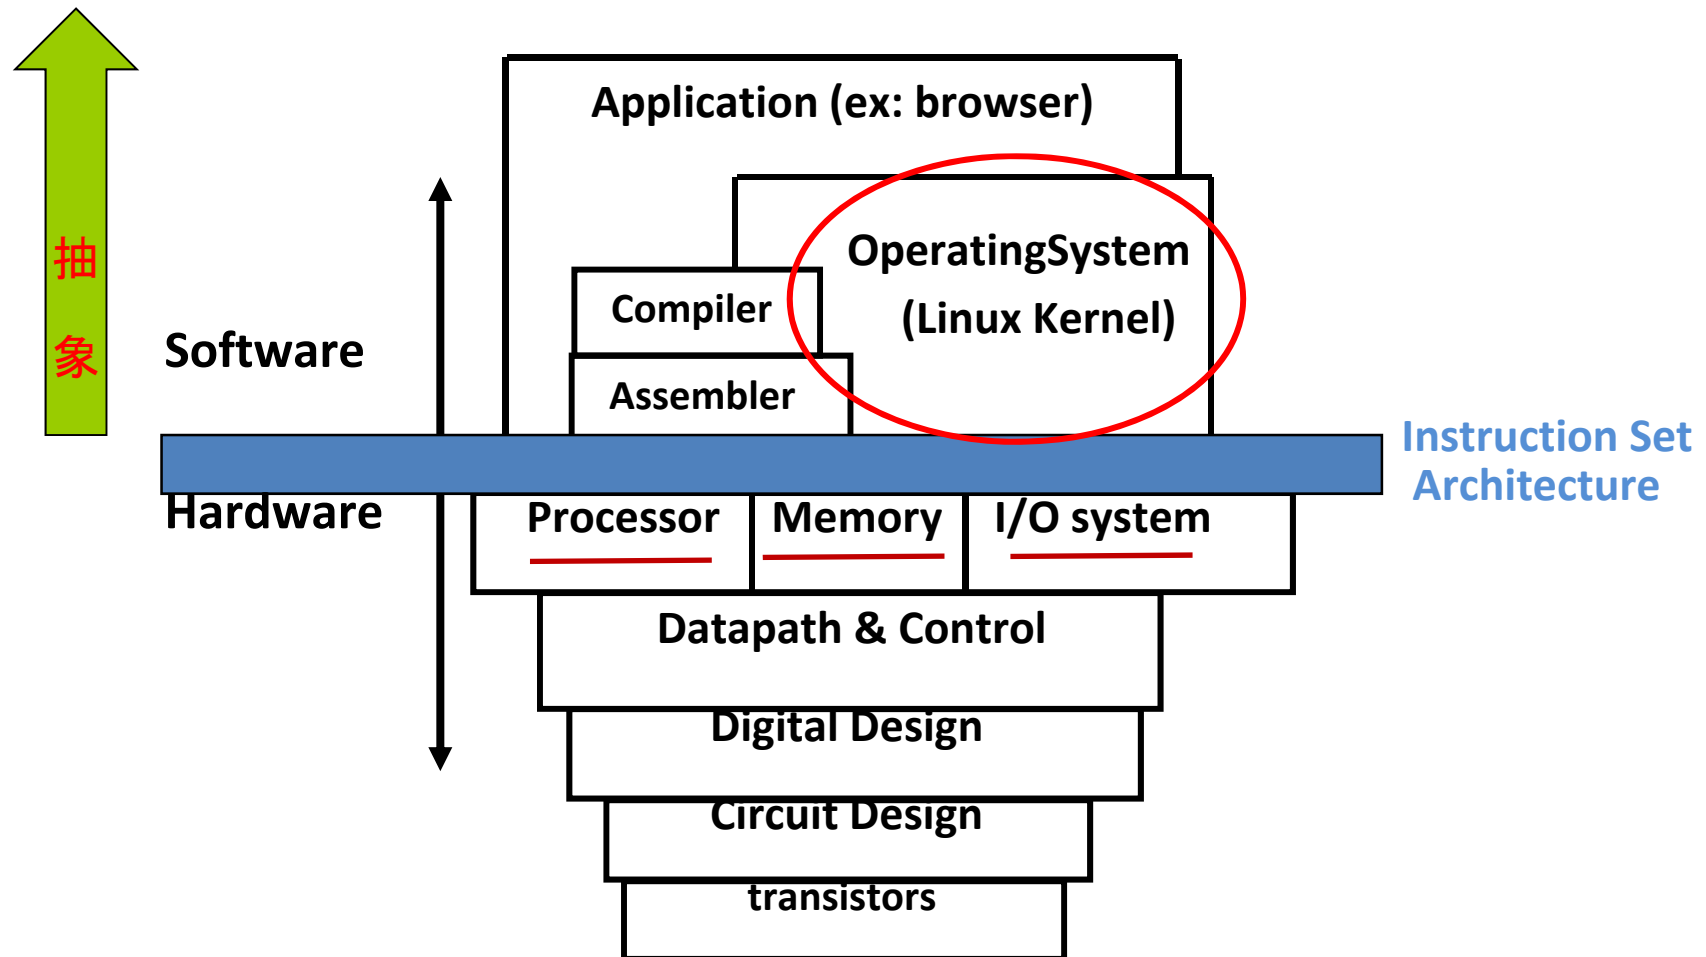 Application (ex: browser)
OperatingSystem
(Linux Kernel)
Compiler
Assembler
抽
象
Software
Instruction Set
Architecture
Hardware
Processor
Memory
I/O system
Datapath & Control
Digital Design
Circuit Design
transistors